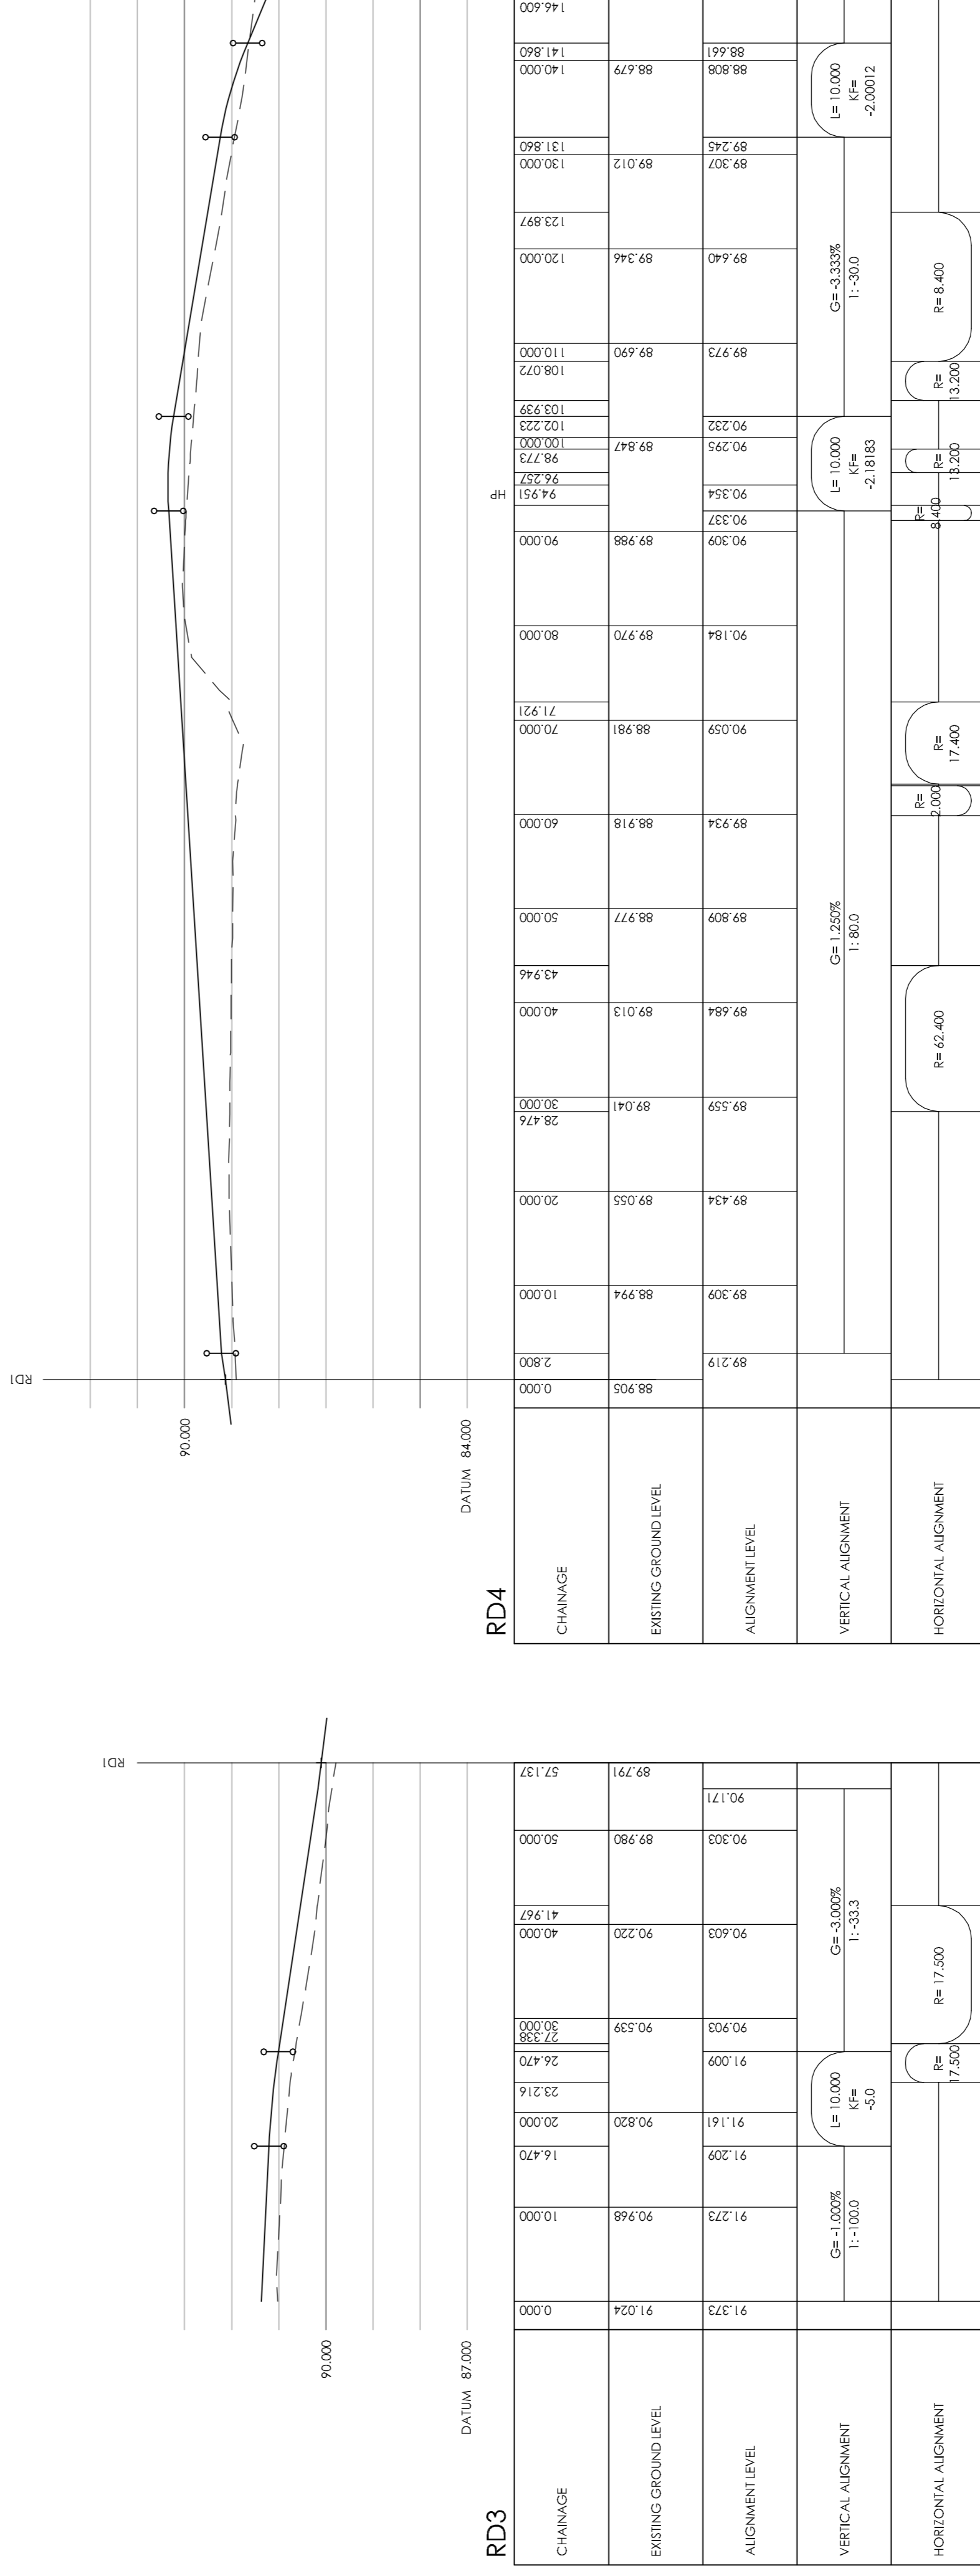 RD1
90.000
DATUM 84.000
RD4
HP
CHAINAGE
0.000
2.800
10.000
20.000
28.476
30.000
40.000
43.946
50.000
60.000
70.000
71.921
80.000
90.000
94.951
96.257
98.773
100.000
102.223
103.939
108.072
110.000
120.000
123.897
130.000
131.860
140.000
141.860
146.600
EXISTING GROUND LEVEL
88.905
88.994
89.055
89.041
89.013
88.977
88.918
88.981
89.970
89.988
89.847
89.690
89.346
89.012
88.679
ALIGNMENT LEVEL
89.219
89.309
89.434
89.559
89.684
89.809
89.934
90.059
90.184
90.309
90.337
90.354
90.295
90.232
89.973
89.640
89.307
89.245
88.808
88.661
VERTICAL ALIGNMENT
G= 1.250%
1: 80.0
L= 10.000
KF=
-2.18183
G= -3.333%
1: -30.0
L= 10.000
KF=
-2.00012
HORIZONTAL ALIGNMENT
R= 62.400
R=
2.000
R=
17.400
R=
8.400
R=
13.200
R=
13.200
R= 8.400
RD1
90.000
DATUM 87.000
RD3
CHAINAGE
0.000
10.000
16.470
20.000
23.216
26.470
27.338
30.000
40.000
41.967
50.000
57.137
EXISTING GROUND LEVEL
91.024
90.968
90.820
90.539
90.220
89.980
89.791
ALIGNMENT LEVEL
91.373
91.273
91.209
91.161
91.009
90.903
90.603
90.303
90.171
VERTICAL ALIGNMENT
G= -1.000%
1: -100.0
L= 10.000
KF=
-5.0
G= -3.000%
1: -33.3
HORIZONTAL ALIGNMENT
R=
17.500
R= 17.500